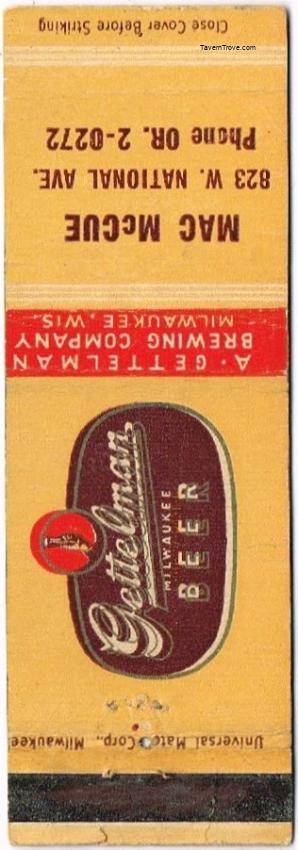 TavernTrove.com
Close Cover Before Striking
MAC McCUE
823 W. NATIONAL AVE.
Phone OR. 2-0272
A·GETTELMAN
BREWING COMPANY
MILWAUKEE, WIS.
Gettelman
MILWAUKEE
BEER
Universal Match Corp., Milwaukee